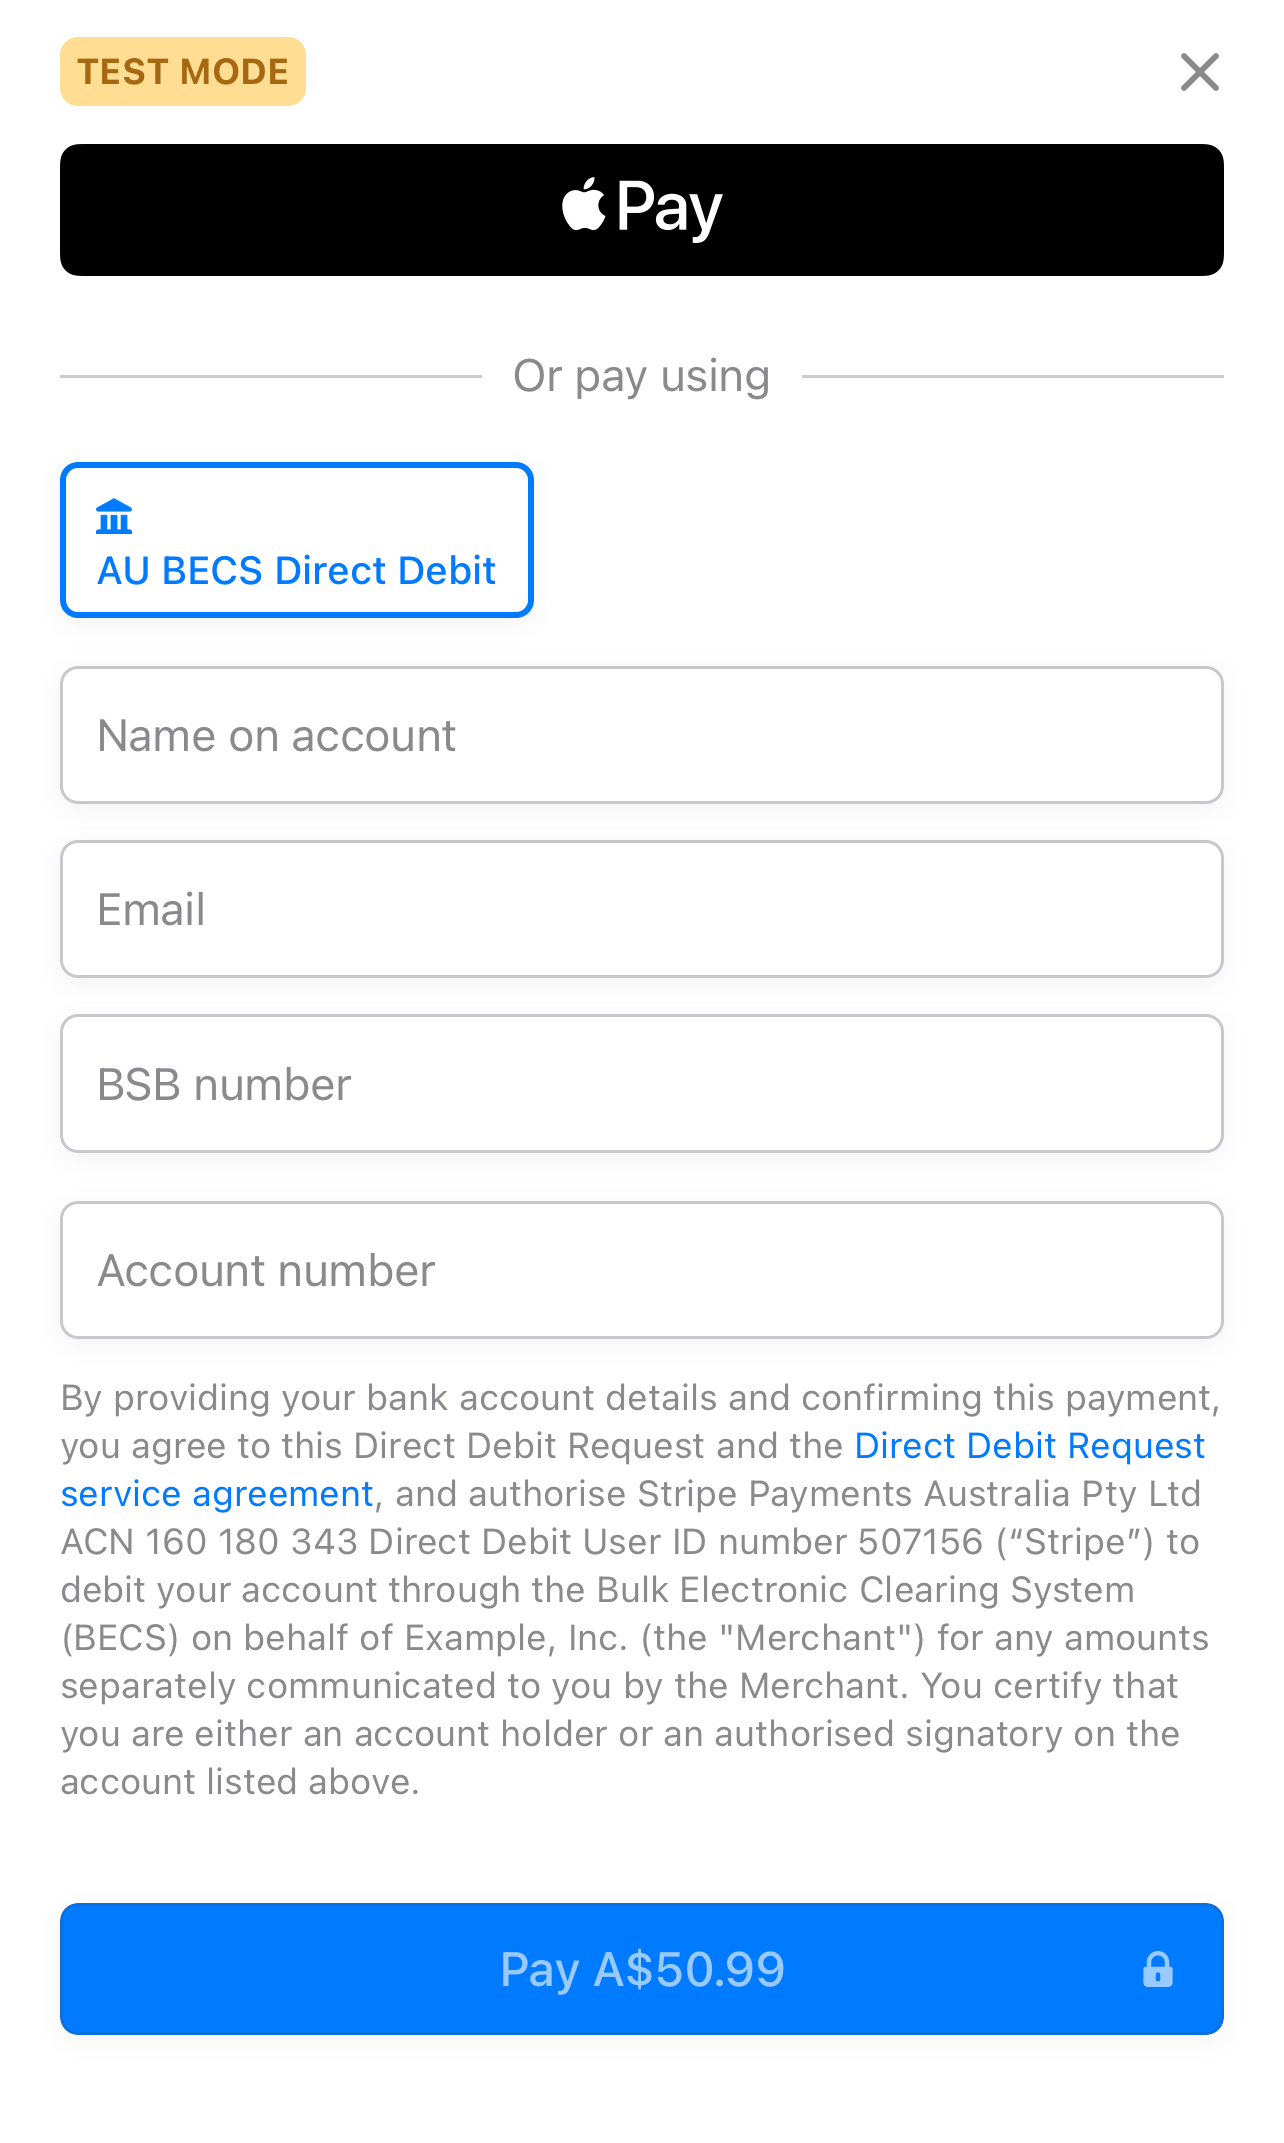 TEST MODE
Pay
Or pay using
AU BECS Direct Debit
Name on account
Email
BSB number
Account number
By providing your bank account details and confirming this payment,
you agree to this Direct Debit Request and the Direct Debit Request
service agreement, and authorise Stripe Payments Australia Pty Ltd
ACN 160 180 343 Direct Debit User ID number 507156 (“Stripe”) to
debit your account through the Bulk Electronic Clearing System
(BECS) on behalf of Example, Inc. (the "Merchant") for any amounts
separately communicated to you by the Merchant. You certify that
you are either an account holder or an authorised signatory on the
account listed above.
Pay A$50.99